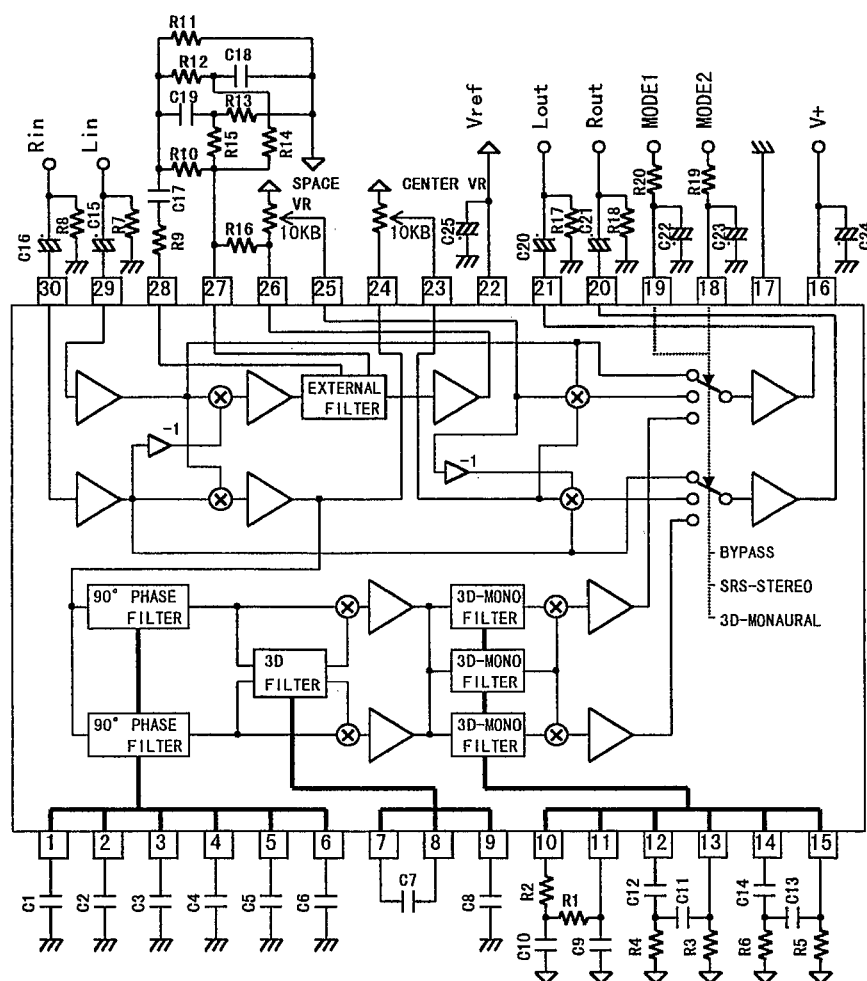 R11
R12
C18
C19
R13
R15
R14
R10
C17
R9
R16
SPACE
VR
10KB
CENTER VR
10KB
Rin
Lin
R8
C16
C15
R7
Vref
C25
Lout
Rout
R17
C20
C21
R18
MODE1
MODE2
R20
R19
C22
C23
V+
C24
30
29
28
27
26
25
24
23
22
21
20
19
18
17
16
EXTERNAL
FILTER
-1
-1
BYPASS
SRS-STEREO
3D-MONAURAL
90° PHASE
FILTER
3D
FILTER
3D-MONO
FILTER
3D-MONO
FILTER
90° PHASE
FILTER
3D-MONO
FILTER
1
2
3
4
5
6
7
8
9
10
11
12
13
14
15
C1
C2
C3
C4
C5
C6
C7
C8
R2
R1
C10
C9
C12
C11
R4
R3
C14
C13
R6
R5